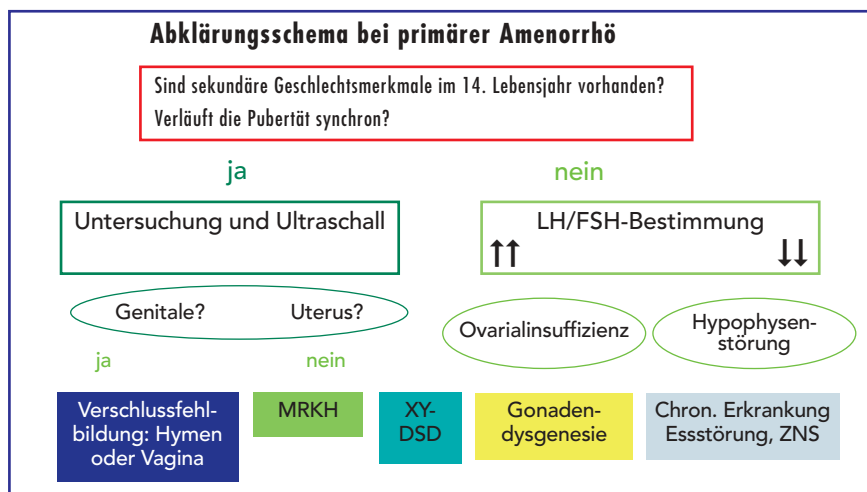 Abklärungsschema bei primärer Amenorrhö
Sind sekundäre Geschlechtsmerkmale im 14. Lebensjahr vorhanden?
Verläuft die Pubertät synchron?
ja
nein
Untersuchung und Ultraschall
LH/FSH-Bestimmung
↑↑ ↓↓
Genitale? Uterus?
Ovarialinsuffizienz
Hypophysen-
störung
ja
nein
Verschlussfehl-
bildung: Hymen
oder Vagina
MRKH
XY-
DSD
Gonaden-
dysgenesie
Chron. Erkrankung
Essstörung, ZNS